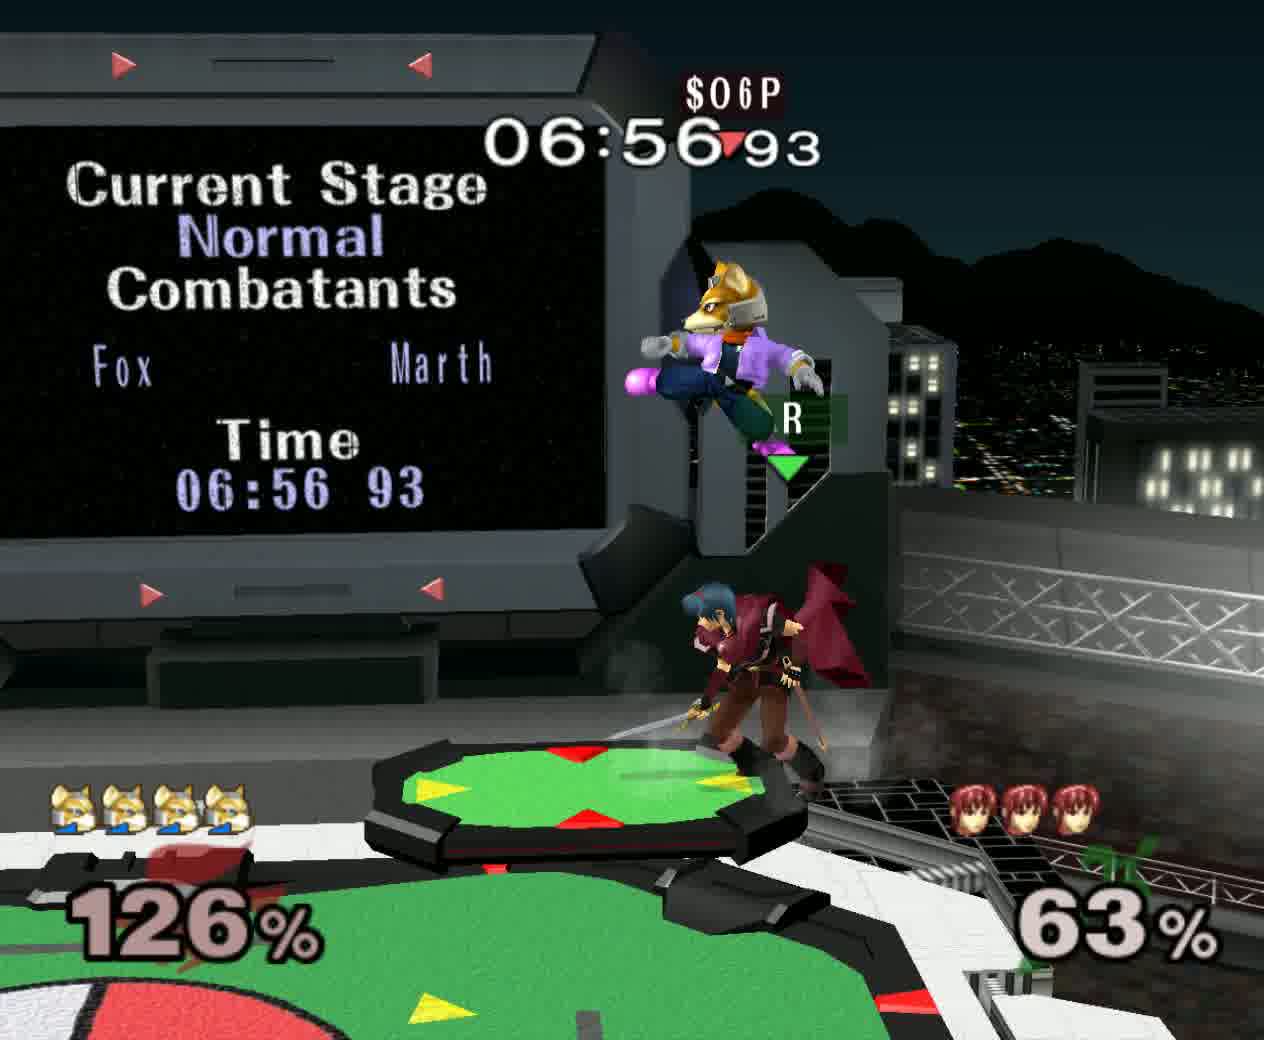 $06P
06:56 93
Current Stage
Normal
Combatants
Fox Marth
Time
06:56 93
R
126%
63%